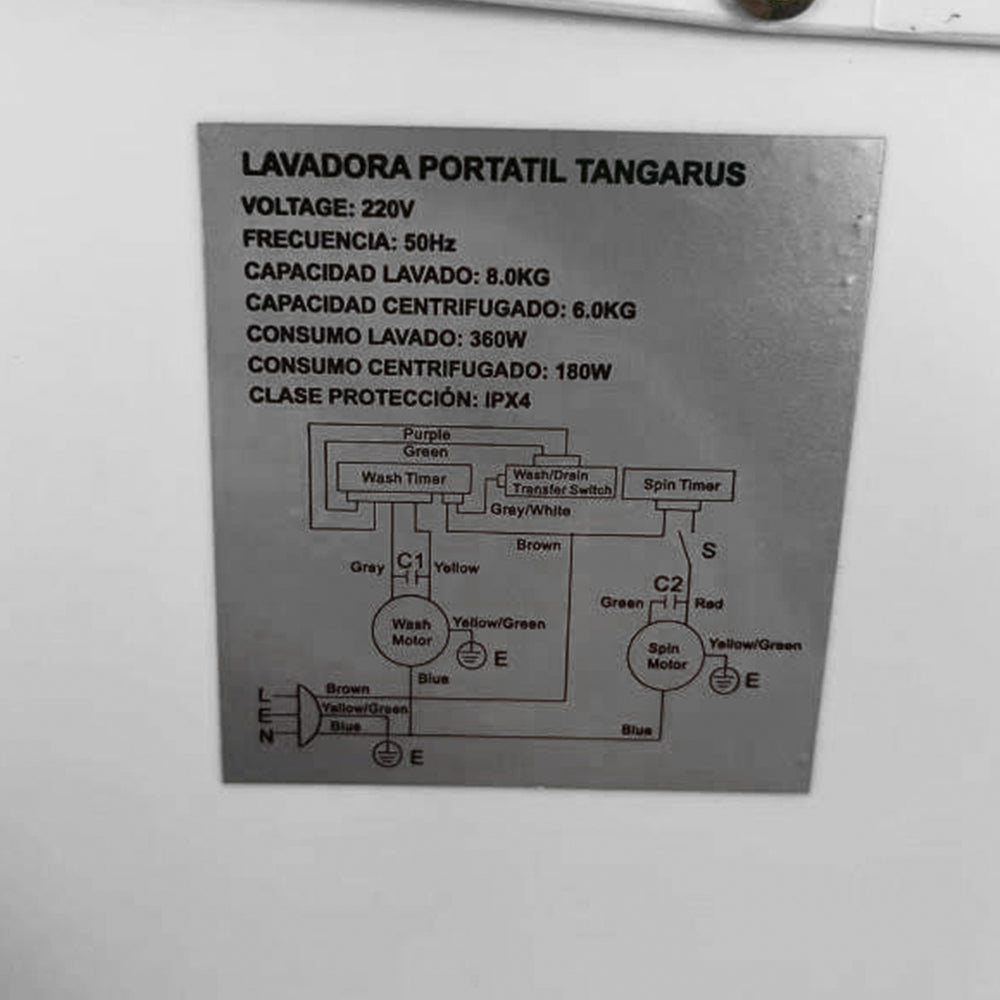 LAVADORA PORTATIL TANGARUS
VOLTAGE: 220V
FRECUENCIA: 50Hz
CAPACIDAD LAVADO: 8.0KG
CAPACIDAD CENTRIFUGADO: 6.0KG
CONSUMO LAVADO: 360W
CONSUMO CENTRIFUGADO: 180W
CLASE PROTECCIÓN: IPX4
Purple
Green
Wash Timer
Wash/Drain
Transfer Switch
Spin Timer
Gray/White
Brown
S
Gray
C1
Yellow
C2
Green
Red
Wash
Motor
Yellow/Green
E
Spin
Motor
Yellow/Green
E
Blue
L
Brown
E
Yellow/Green
N
Blue
Blue
E